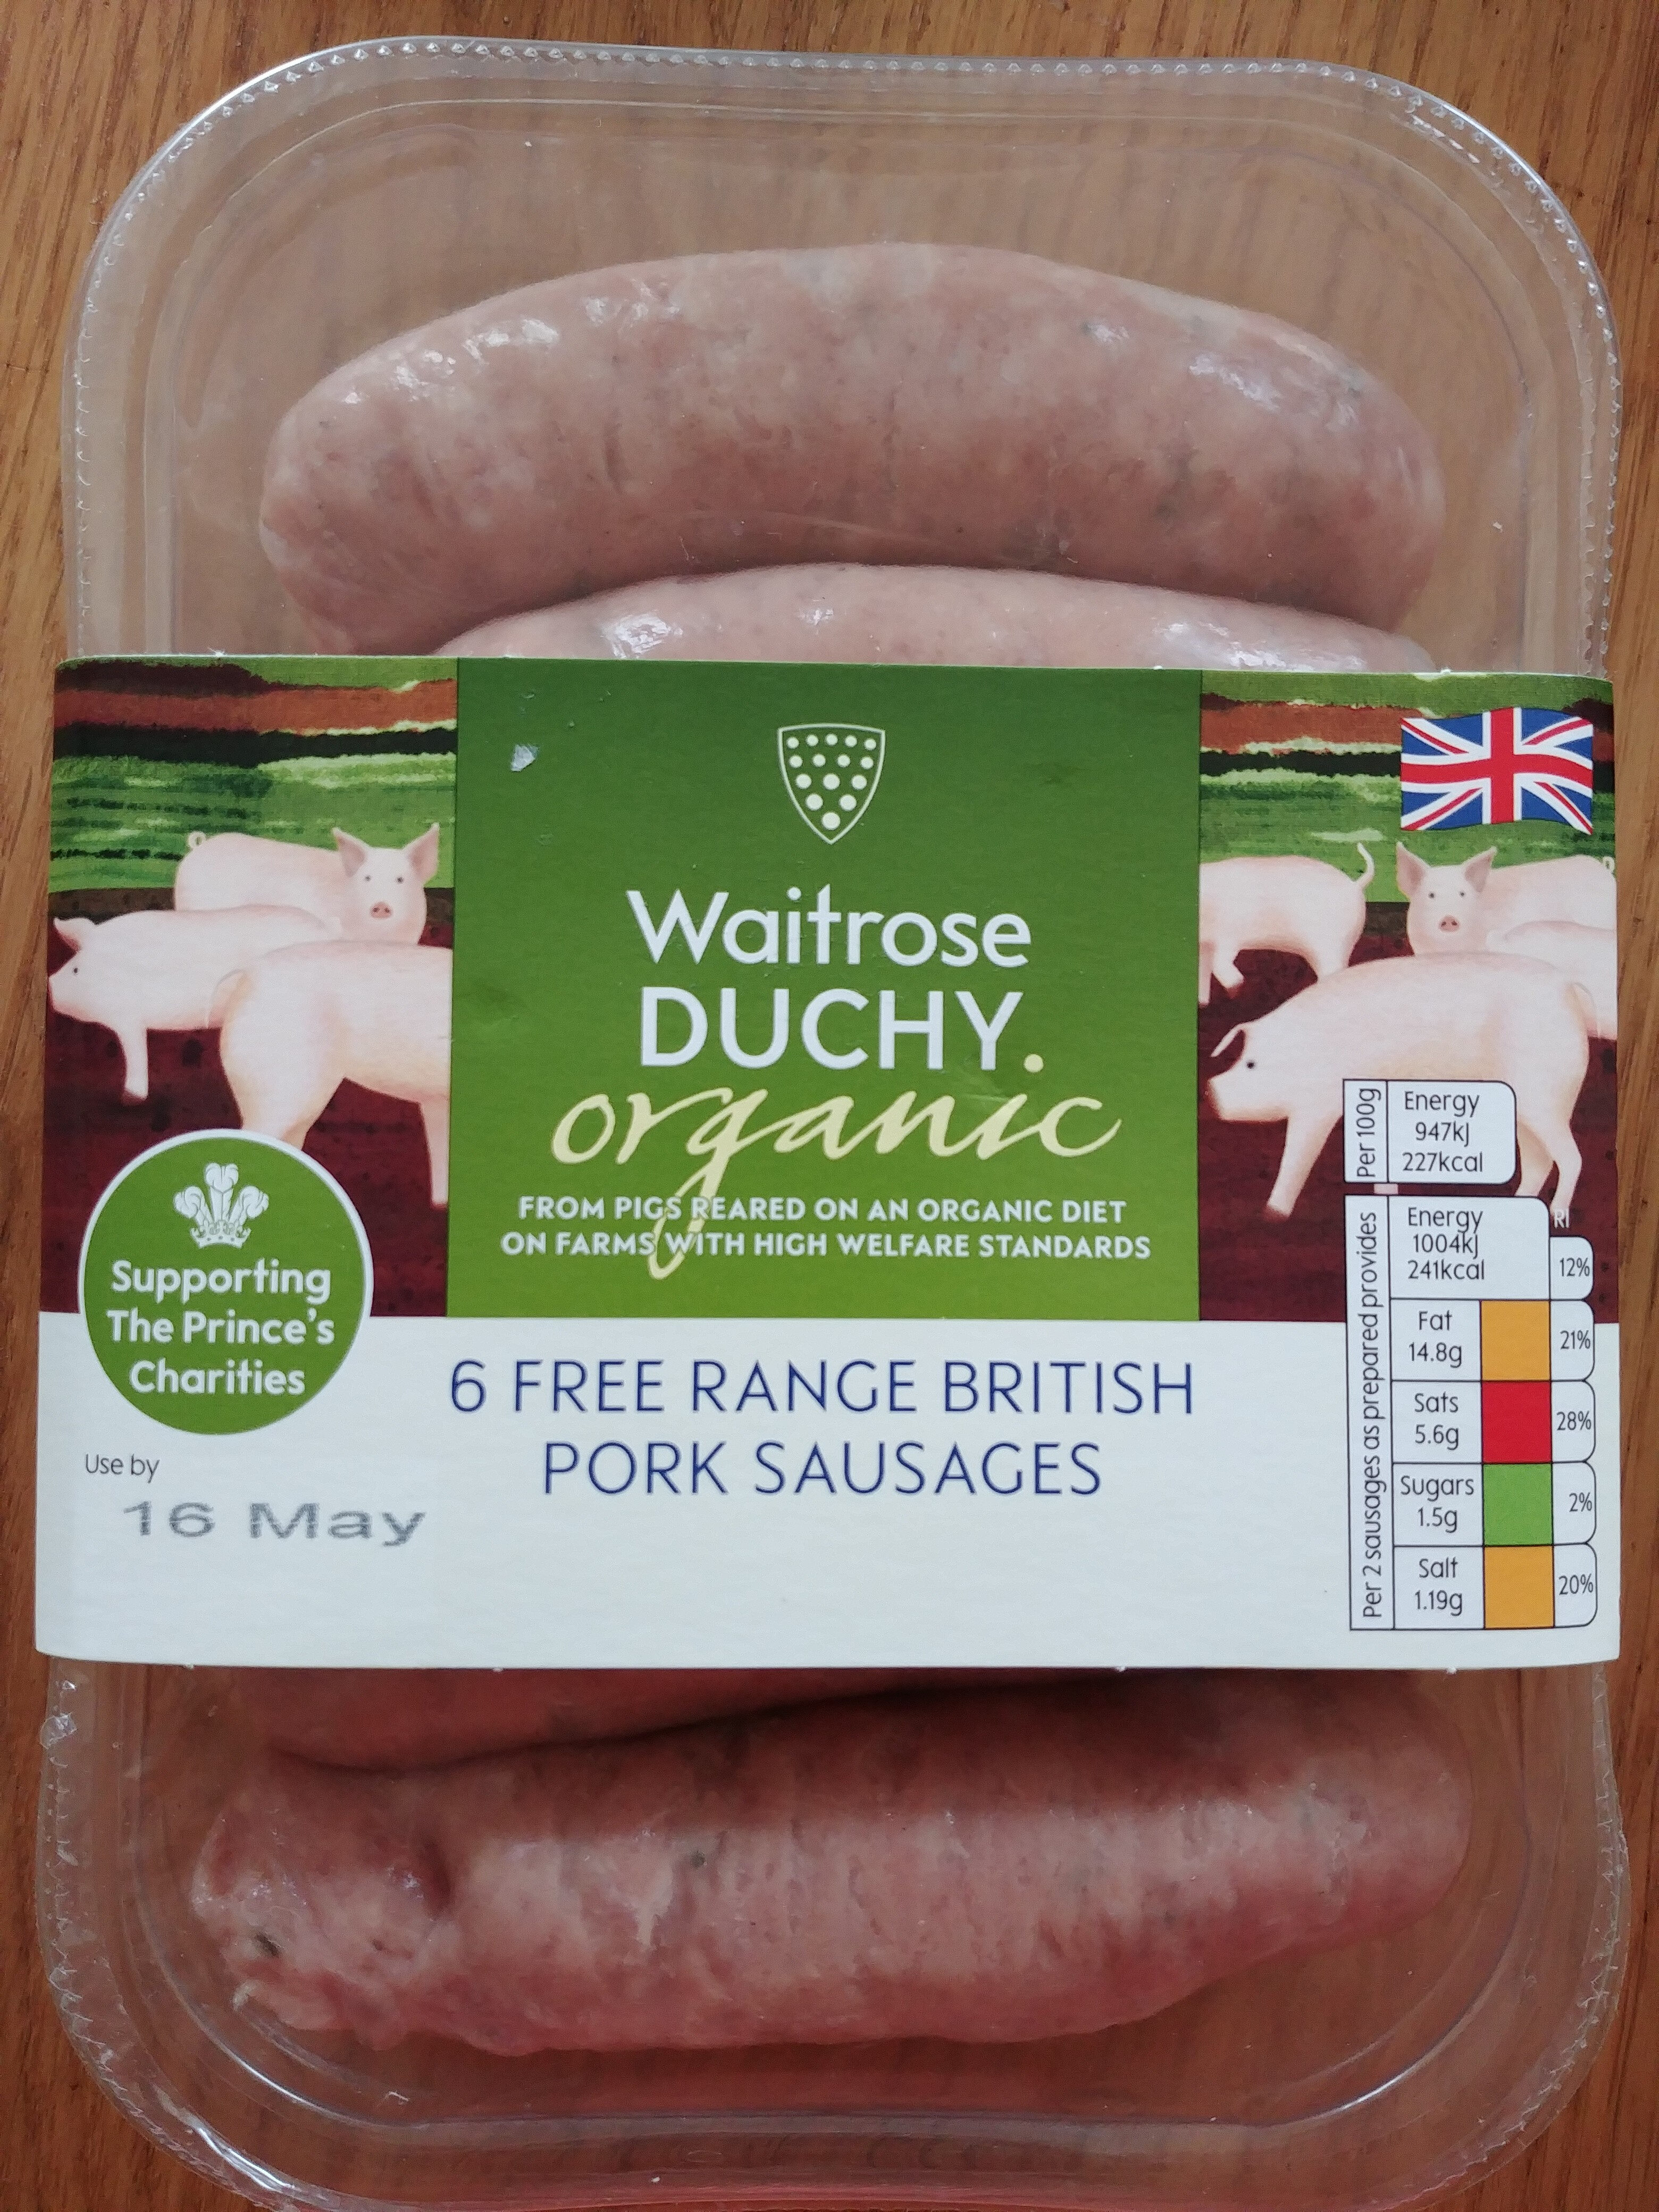 Waitrose
DUCHY.
organic
FROM PIGS REARED ON AN ORGANIC DIET
ON FARMS WITH HIGH WELFARE STANDARDS
Supporting
The Prince's
Charities
6 FREE RANGE BRITISH
PORK SAUSAGES
Use by
16 May
Per 100g
Energy
947kJ
227kcal
Per 2 sausages as prepared provides
RI
Energy
1004kJ
241kcal
12%
Fat
14.8g
21%
Sats
5.6g
28%
Sugars
1.5g
2%
Salt
1.19g
20%